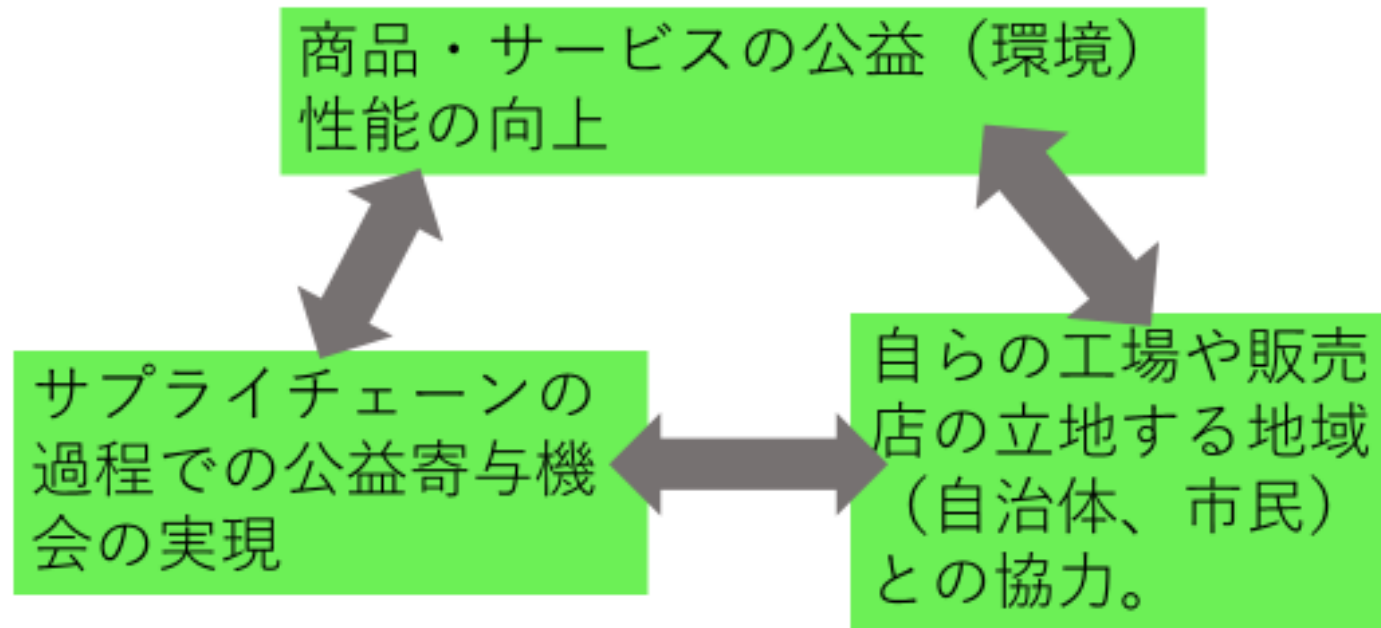 商品・サービスの公益（環境）
性能の向上
サプライチェーンの
過程での公益寄与機
会の実現
自らの工場や販売
店の立地する地域
（自治体、市民）
との協力。